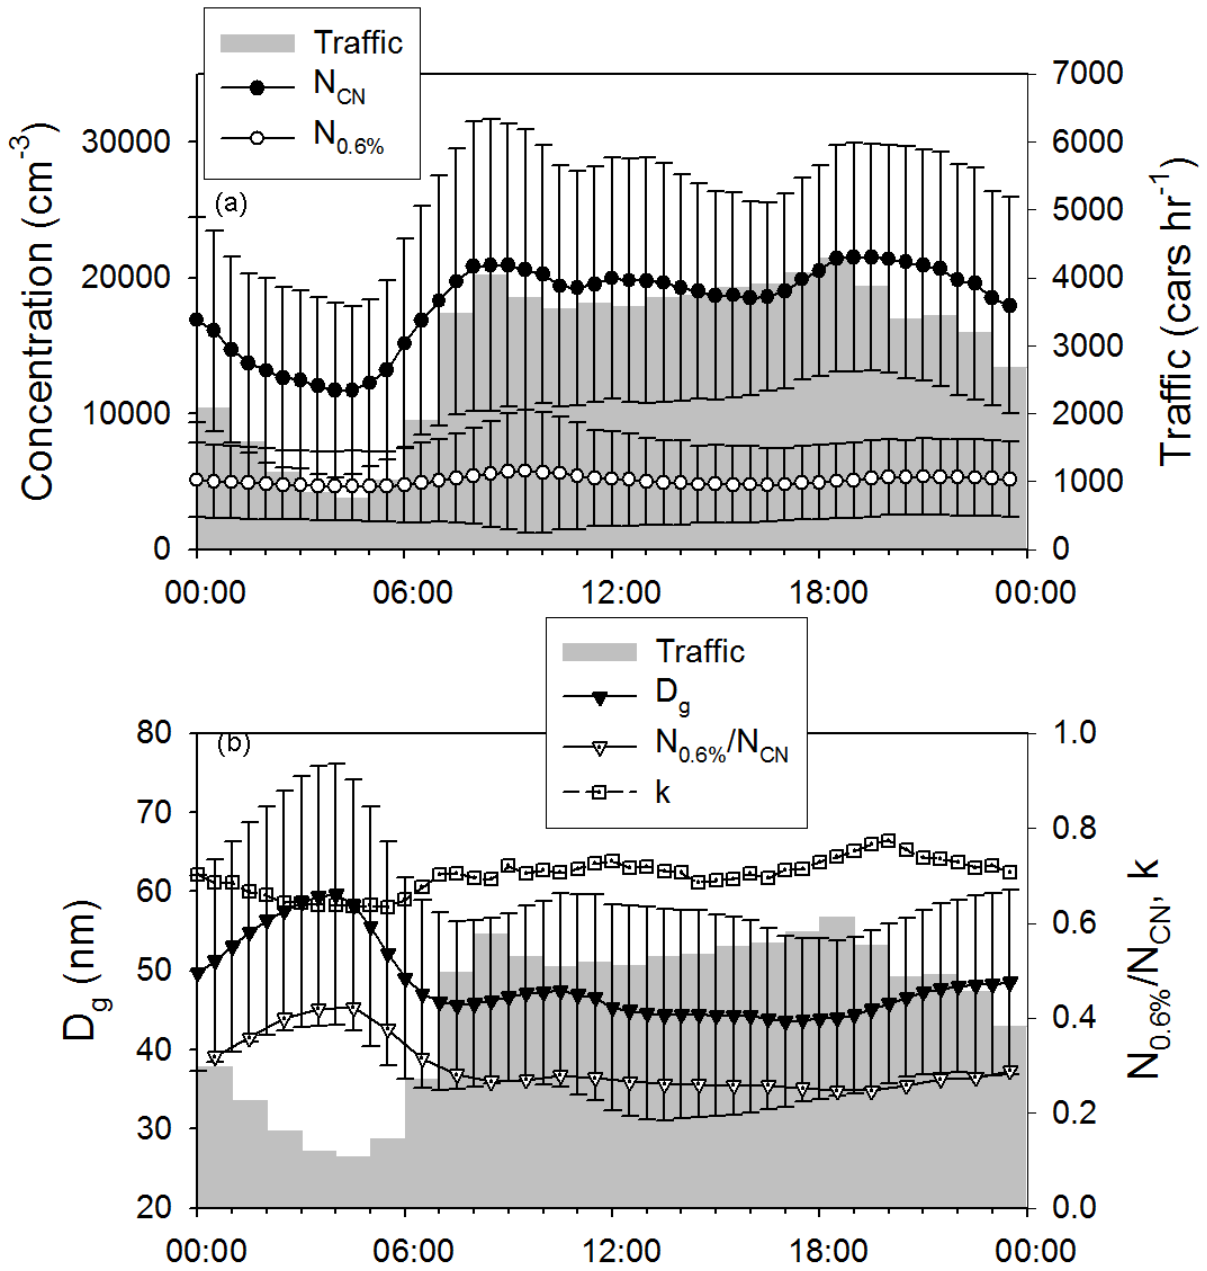 Traffic
N_CN
N_0.6%
(a)
Concentration (cm⁻³)
30000
20000
10000
0
7000
6000
5000
4000
3000
2000
1000
0
Traffic (cars hr⁻¹)
00:00 06:00 12:00 18:00 00:00
Traffic
D_g
N_0.6%/N_CN
k
(b)
D_g (nm)
80
70
60
50
40
30
20
1.0
0.8
0.6
0.4
0.2
0.0
N_0.6%/N_CN, k
00:00 06:00 12:00 18:00 00:00